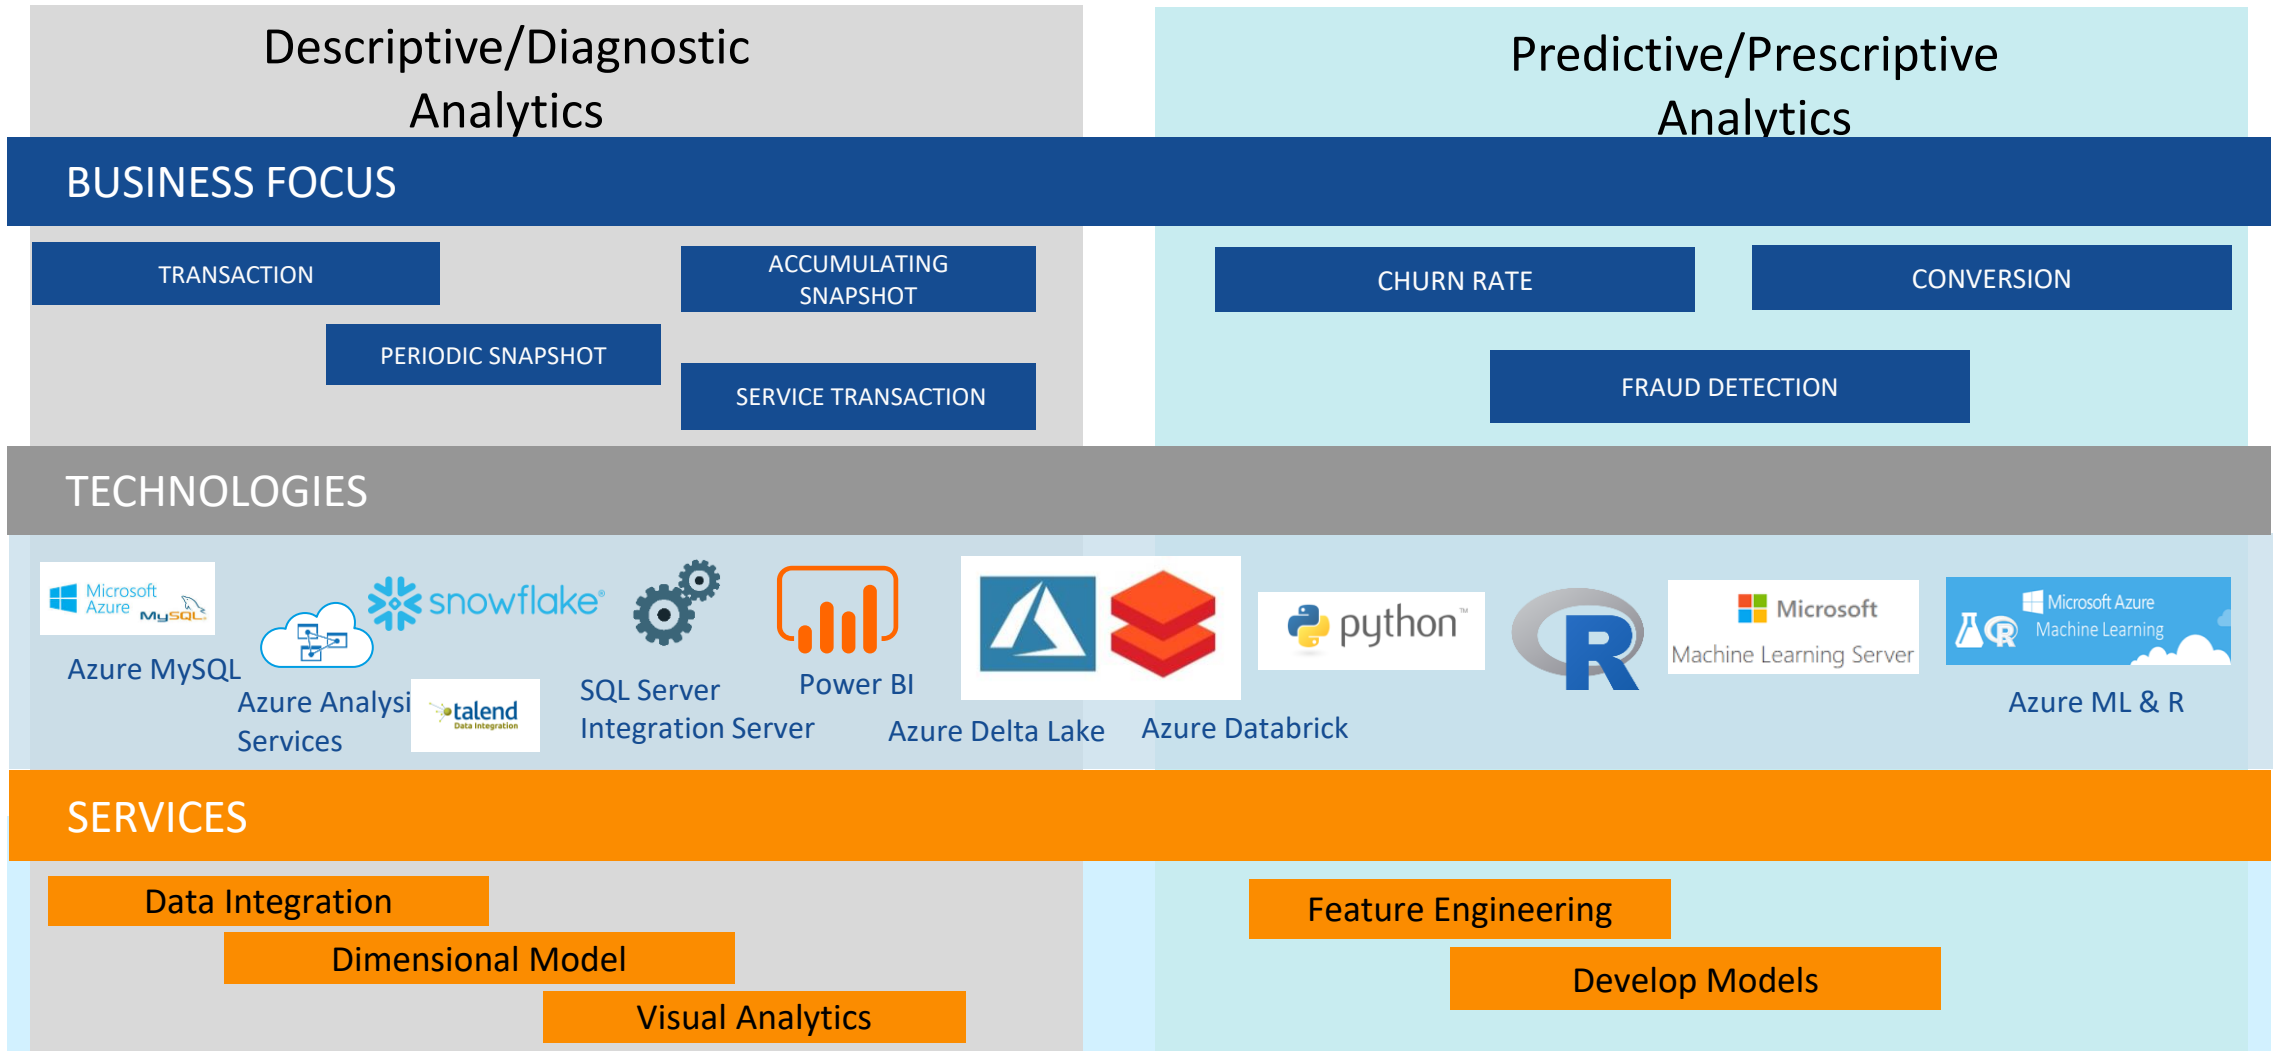 Descriptive/Diagnostic
Analytics
Predictive/Prescriptive
Analytics
BUSINESS FOCUS
TRANSACTION
ACCUMULATING
SNAPSHOT
PERIODIC SNAPSHOT
SERVICE TRANSACTION
CHURN RATE
CONVERSION
FRAUD DETECTION
TECHNOLOGIES
Microsoft
Azure
MySQL
Azure MySQL
Azure Analysi
Services
snowflake®
talend
Data Integration
SQL Server
Integration Server
Power BI
Azure Delta Lake
Azure Databrick
python™
R
Microsoft
Machine Learning Server
R
Microsoft Azure
Machine Learning
Azure ML & R
SERVICES
Data Integration
Dimensional Model
Visual Analytics
Feature Engineering
Develop Models